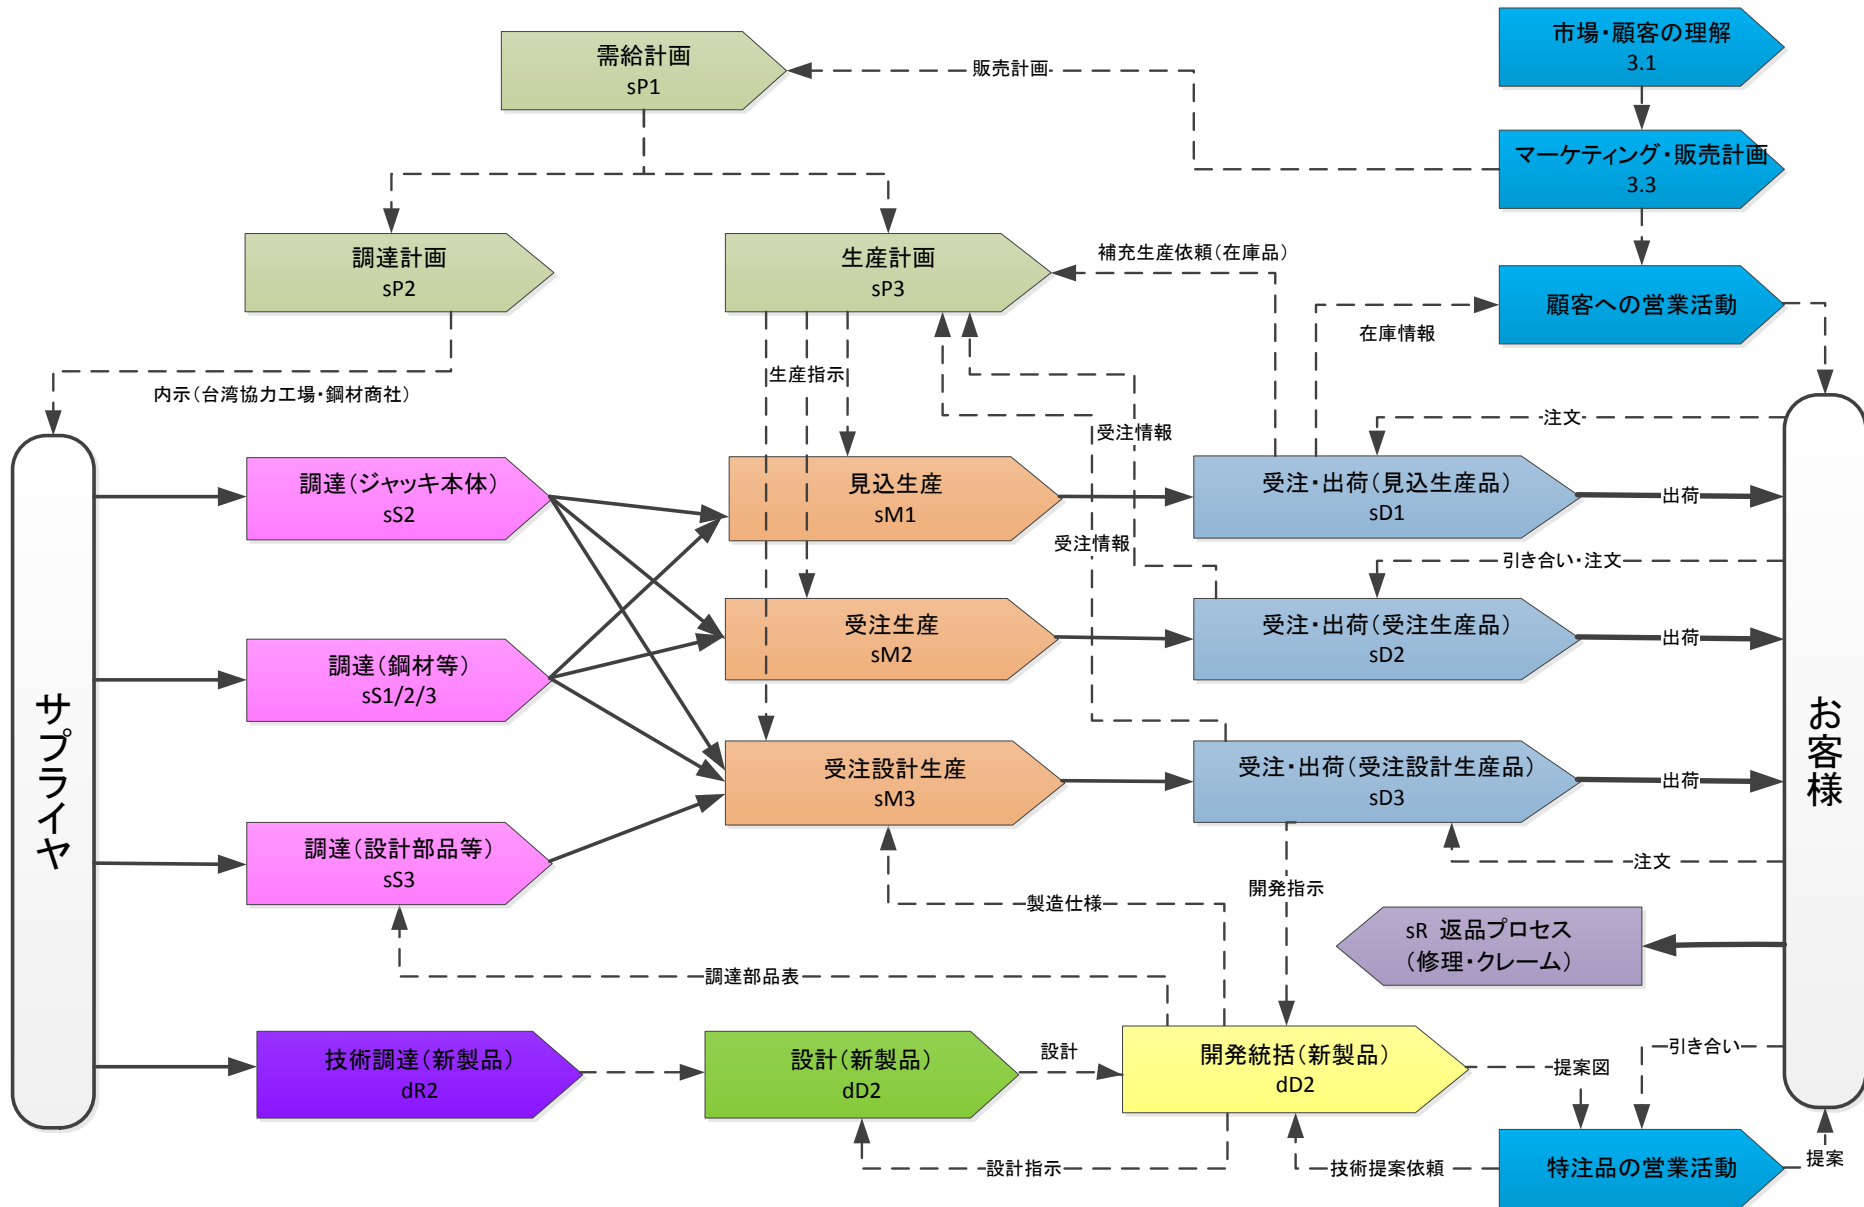 市場・顧客の理解
3.1
需給計画
sP1
販売計画
マーケティング・販売計画
3.3
調達計画
sP2
生産計画
sP3
補充生産依頼(在庫品)
顧客への営業活動
在庫情報
生産指示
内示(台湾協力工場・鋼材商社)
注文
受注情報
調達(ジャッキ本体)
sS2
見込生産
sM1
受注・出荷(見込生産品)
sD1
出荷
受注情報
引き合い・注文
調達(鋼材等)
sS1/2/3
受注生産
sM2
受注・出荷(受注生産品)
sD2
出荷
サプライヤ
お客様
受注設計生産
sM3
受注・出荷(受注設計生産品)
sD3
出荷
調達(設計部品等)
sS3
注文
開発指示
製造仕様
sR 返品プロセス
(修理・クレーム)
調達部品表
技術調達(新製品)
dR2
設計(新製品)
dD2
設計
開発統括(新製品)
dD2
引き合い
提案図
設計指示
技術提案依頼
特注品の営業活動
提案